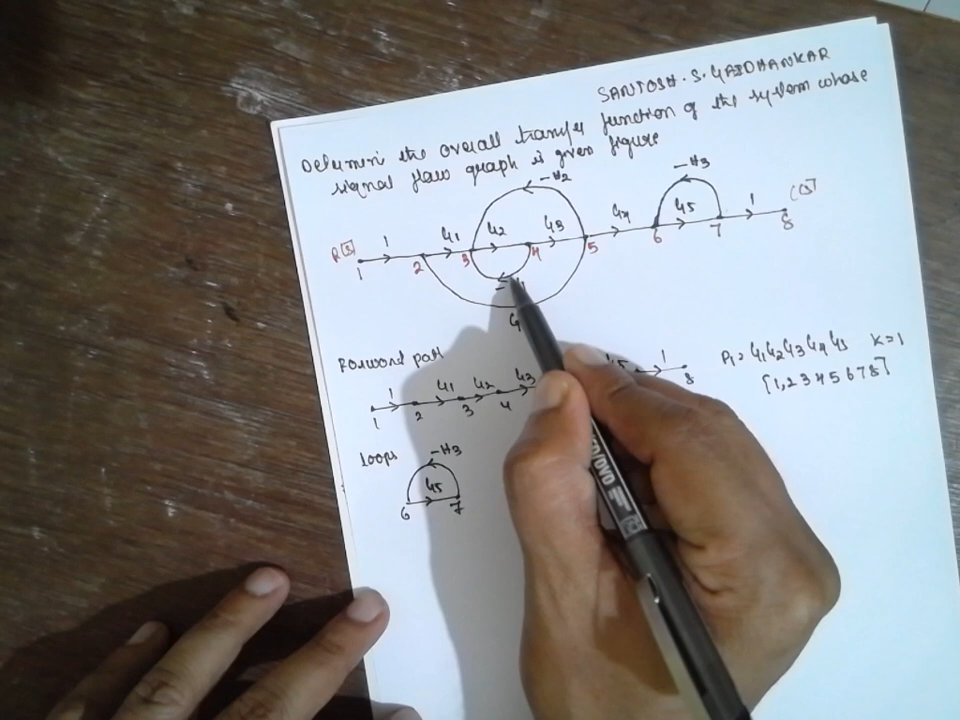 SANTOSH.S.GAIDHANKAR
Determine the overall transfer function of the system whose
signal flow graph is given figure
-H2
-H3
R(S) 1 G1 G2 G3 G4 G5 1 C(S)
1 2 3 4 5 6 7 8
Forword path
1 G1 G2 G3 G5 1
1 2 3 4 8
P1 = G1G2G3G4G5 K=1
[1,2 3 4 5 6 7 8]
Loops
-H3
G5
6 7
DVD